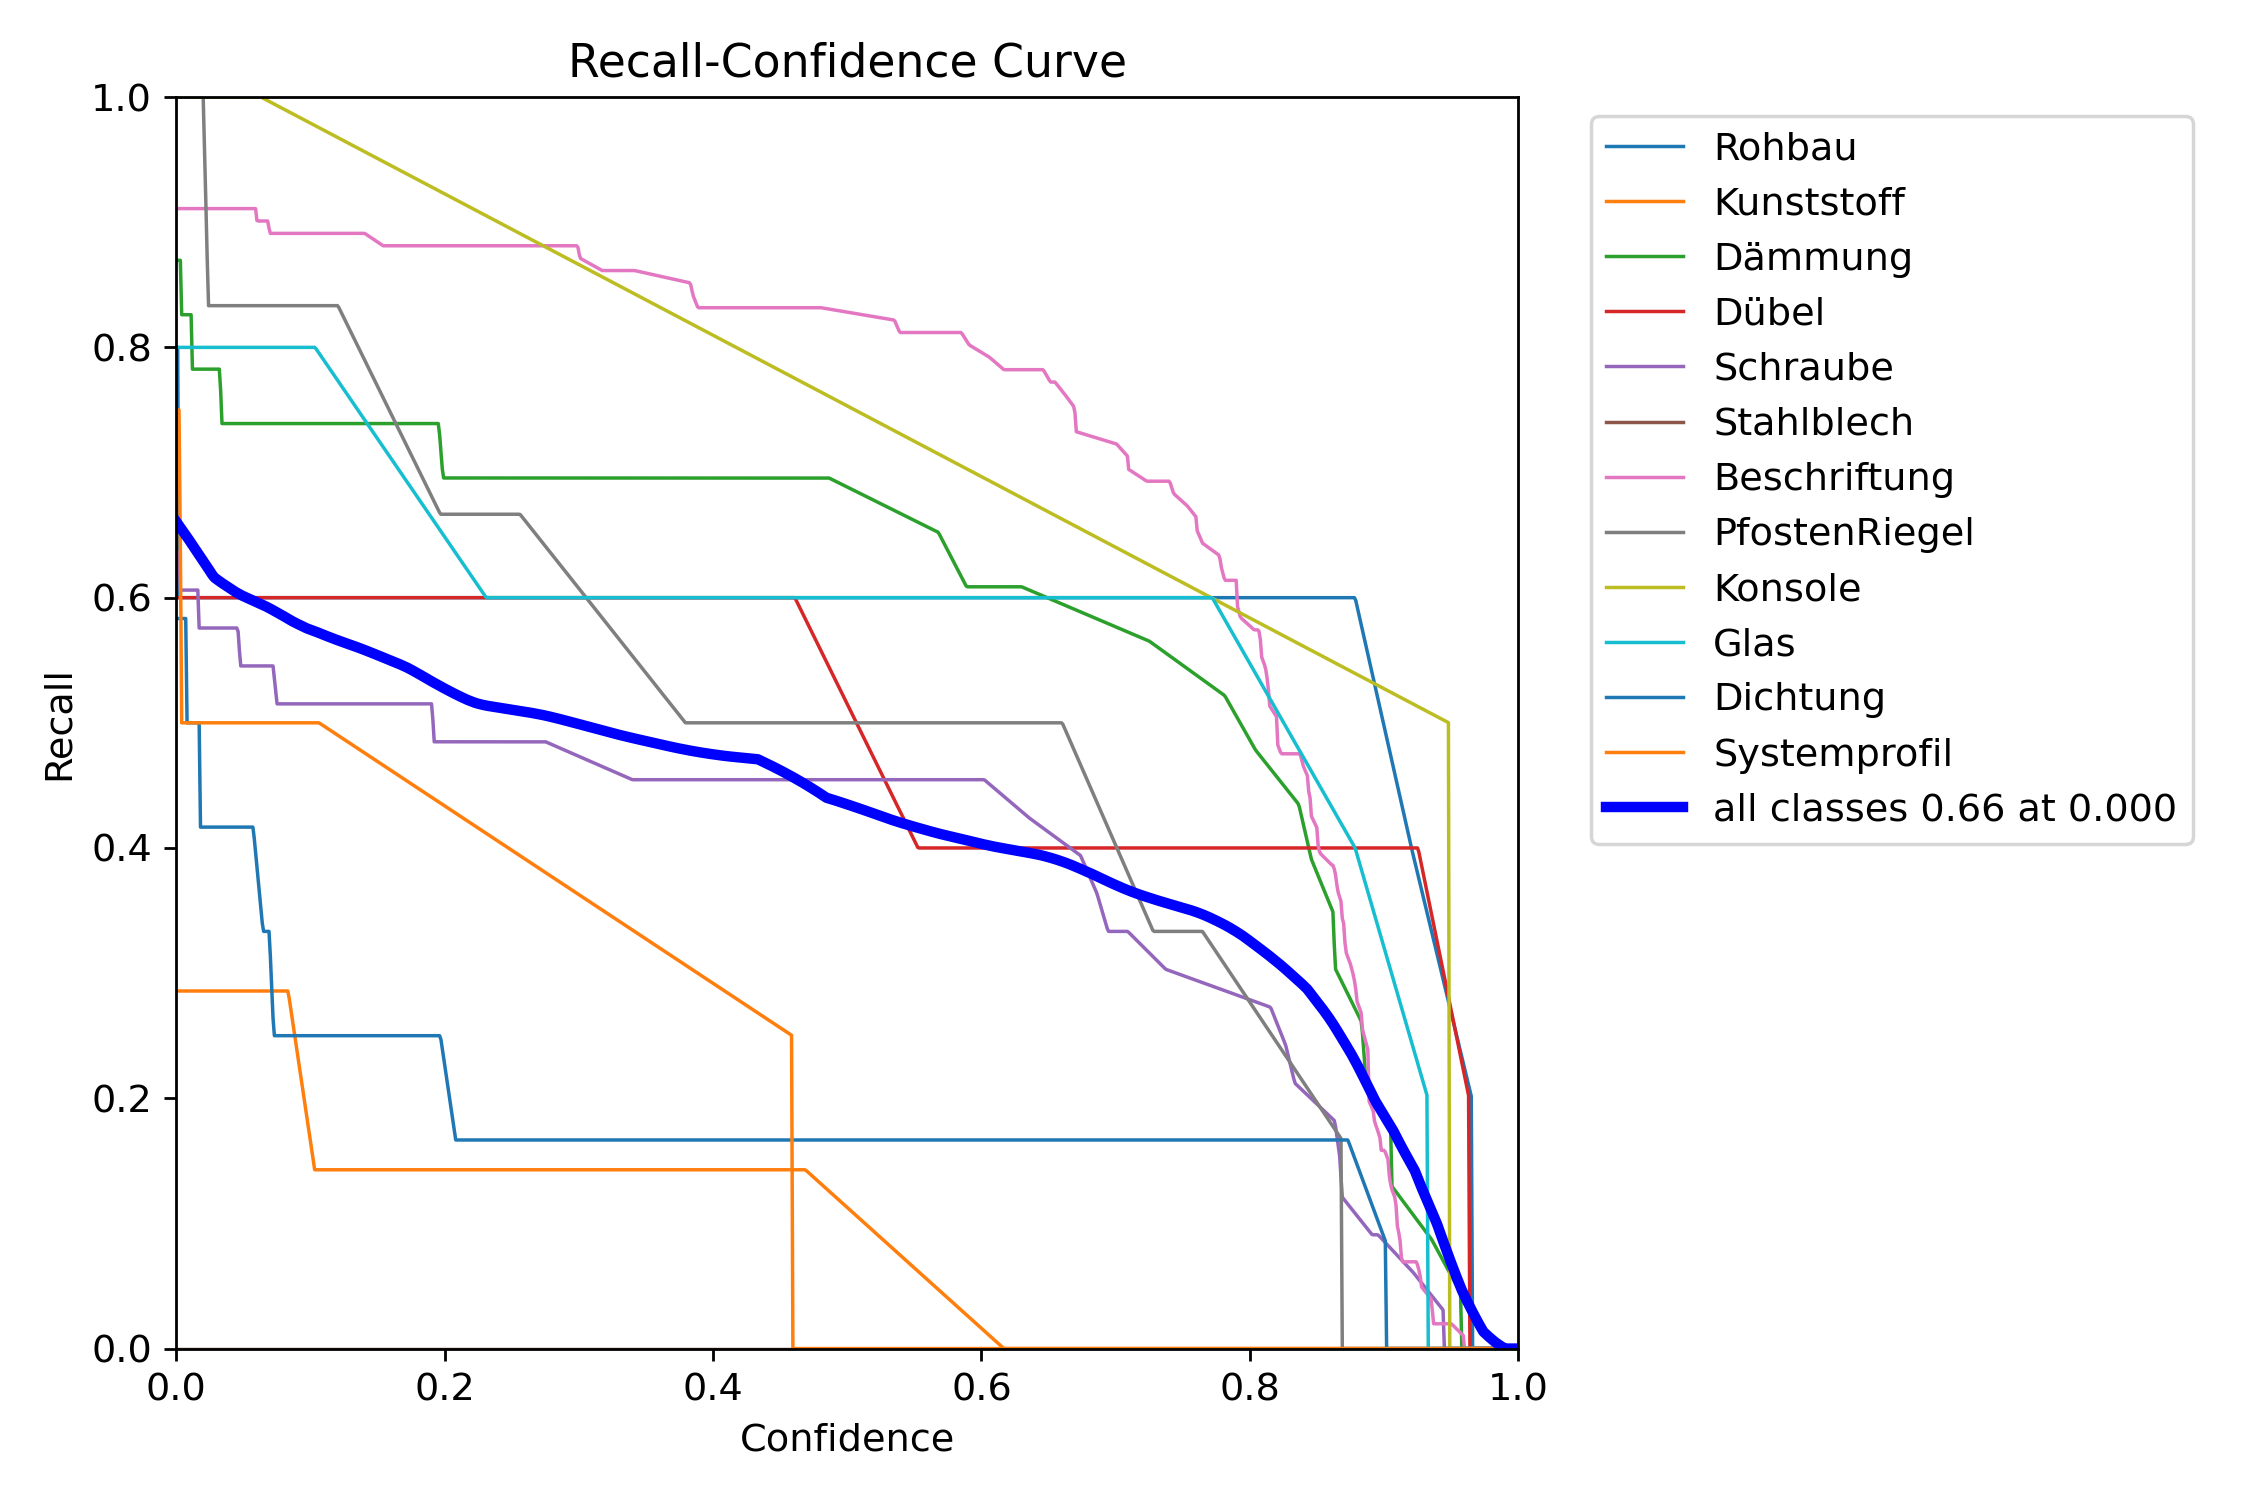 Recall-Confidence Curve
1.0
0.8
0.6
0.4
0.2
0.0
Recall
0.0 0.2 0.4 0.6 0.8 1.0
Confidence
Rohbau
Kunststoff
Dämmung
Dübel
Schraube
Stahlblech
Beschriftung
PfostenRiegel
Konsole
Glas
Dichtung
Systemprofil
all classes 0.66 at 0.000